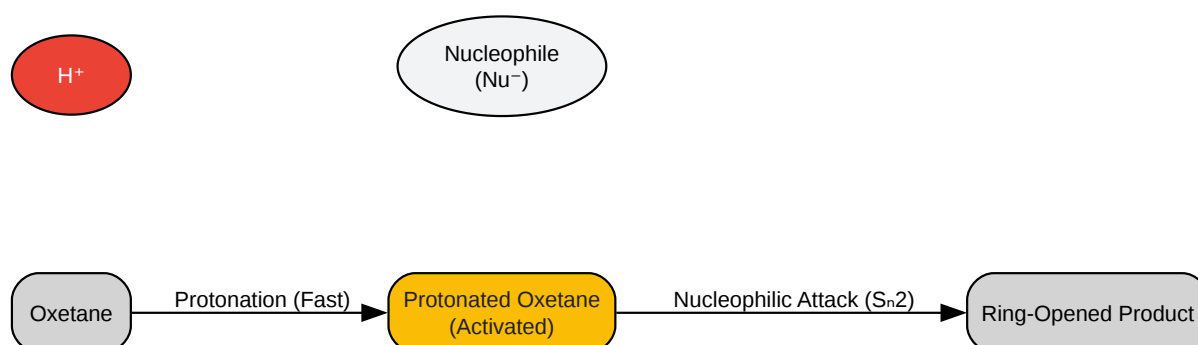 H⁺
Nucleophile
(Nu⁻)
Oxetane
Protonation (Fast)
Protonated Oxetane
(Activated)
Nucleophilic Attack (Sₙ2)
Ring-Opened Product